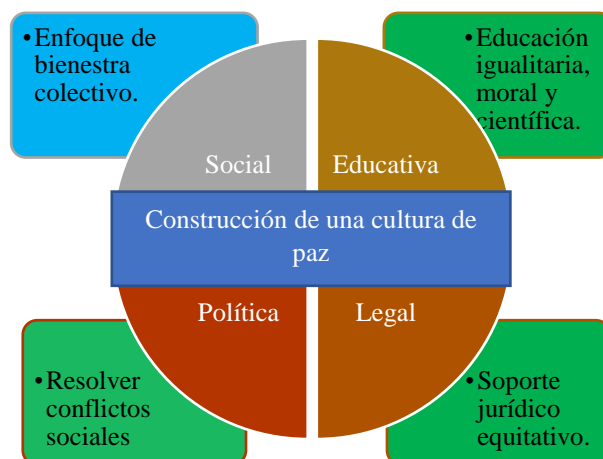 •Enfoque de
bienestra
colectivo.
•Educación
igualitaria,
moral y
científica.
Social
Educativa
Construcción de una cultura de
paz
Política
Legal
•Resolver
conflictos
sociales
•Soporte
jurídico
equitativo.